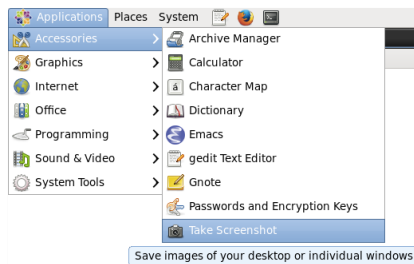 Applications Places System
Accessories
Graphics
Internet
Office
Programming
Sound & Video
System Tools
Archive Manager
Calculator
á Character Map
Dictionary
Emacs
gedit Text Editor
Gnote
Passwords and Encryption Keys
Take Screenshot
Save images of your desktop or individual windows